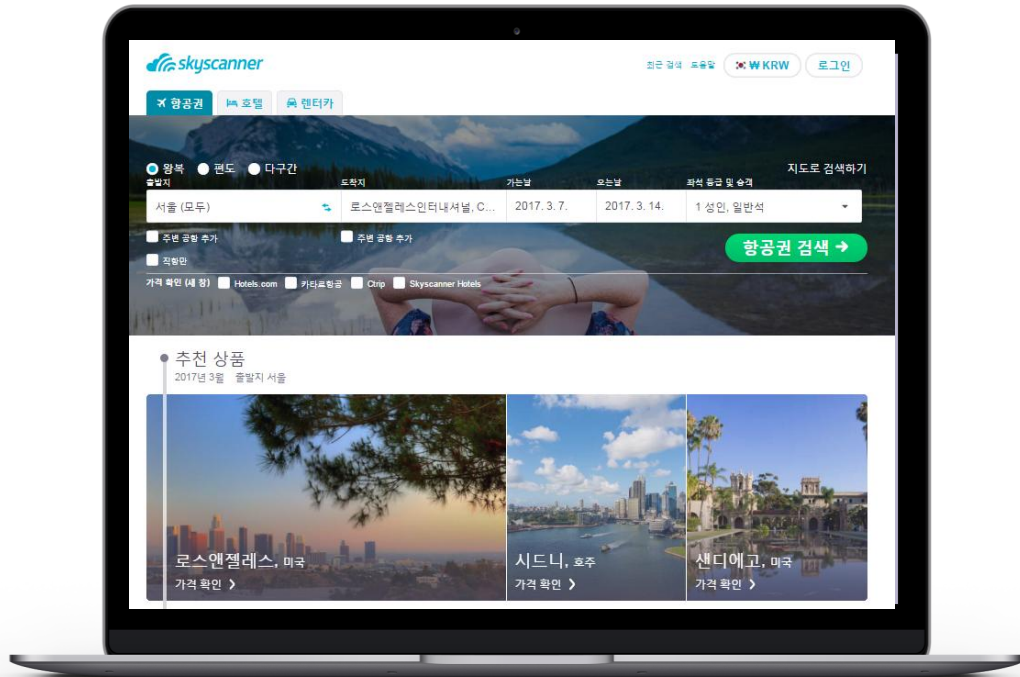 skyscanner
최근 검색 도움말 ₩ KRW 로그인
항공권 호텔 렌터카
왕복 편도 다구간
지도로 검색하기
출발지 도착지 가는날 오는날 좌석 등급 및 승객
서울 (모두) 로스앤젤레스인터내셔널, C... 2017. 3. 7. 2017. 3. 14. 1 성인, 일반석
주변 공항 추가 주변 공항 추가
직항만
항공권 검색 →
가격 확인 (새 창) Hotels.com 카타르항공 Ctrip Skyscanner Hotels
추천 상품
2017년 3월 출발지 서울
로스앤젤레스, 미국
가격 확인 >
시드니, 호주
가격 확인 >
샌디에고, 미국
가격 확인 >